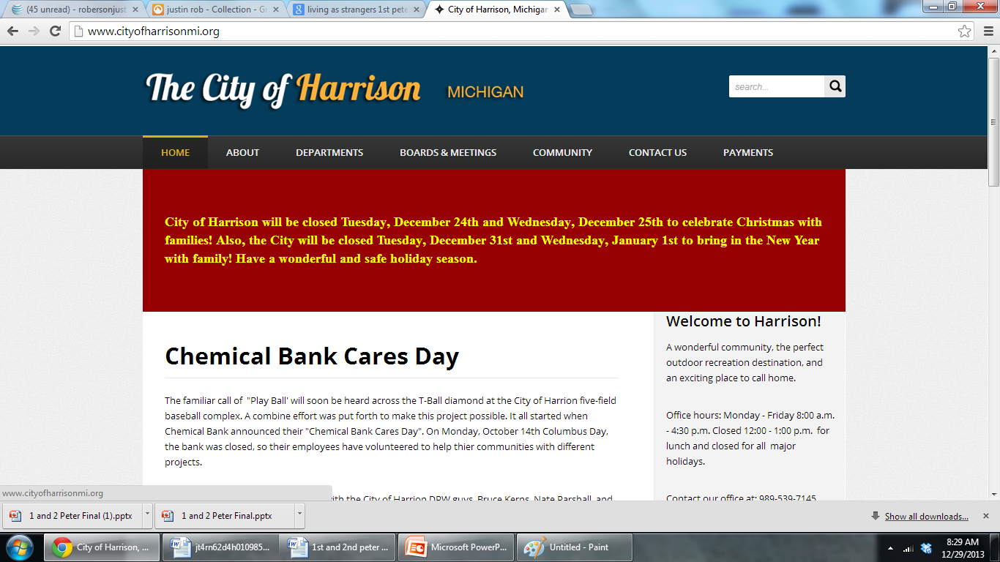 (45 unread) - robersonjust
justin rob - Collection - Gr
living as strangers 1st pete
City of Harrison, Michigan
www.cityofharrisonmi.org
The City of Harrison MICHIGAN
search...
HOME ABOUT DEPARTMENTS BOARDS & MEETINGS COMMUNITY CONTACT US PAYMENTS
City of Harrison will be closed Tuesday, December 24th and Wednesday, December 25th to celebrate Christmas with
families! Also, the City will be closed Tuesday, December 31st and Wednesday, January 1st to bring in the New Year
with family! Have a wonderful and safe holiday season.
Chemical Bank Cares Day
The familiar call of "Play Ball' will soon be heard across the T-Ball diamond at the City of Harrion five-field
baseball complex. A combine effort was put forth to make this project possible. It all started when
Chemical Bank announced their "Chemical Bank Cares Day". On Monday, October 14th Columbus Day,
the bank was closed, so their employees have volunteered to help thier communities with different
projects.
with the City of Harrion DPW guys, Bruce Kerns, Nate Parshall, and
Welcome to Harrison!
A wonderful community, the perfect
outdoor recreation destination, and
an exciting place to call home.
Office hours: Monday - Friday 8:00 a.m.
- 4:30 p.m. Closed 12:00 - 1:00 p.m. for
lunch and closed for all major
holidays.
Contact our office at: 989-539-7145
www.cityofharrisonmi.org
1 and 2 Peter Final (1).pptx
1 and 2 Peter Final.pptx
Show all downloads...
City of Harrison, ...
jt4rn62d4h010985...
1st and 2nd peter ...
Microsoft PowerP...
Untitled - Paint
8:29 AM
12/29/2013